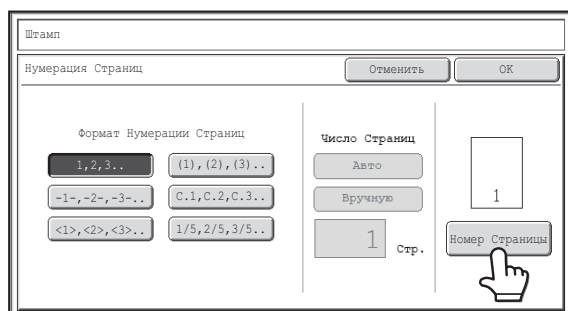 Штамп
Нумерация Страниц
Отменить
OK
Формат Нумерации Страниц
1,2,3..
(1),(2),(3)..
-1-,-2-,-3-..
С.1,С.2,С.3..
<1>,<2>,<3>..
1/5,2/5,3/5..
Число Страниц
Авто
Вручную
1 Стр.
1
Номер Страницы